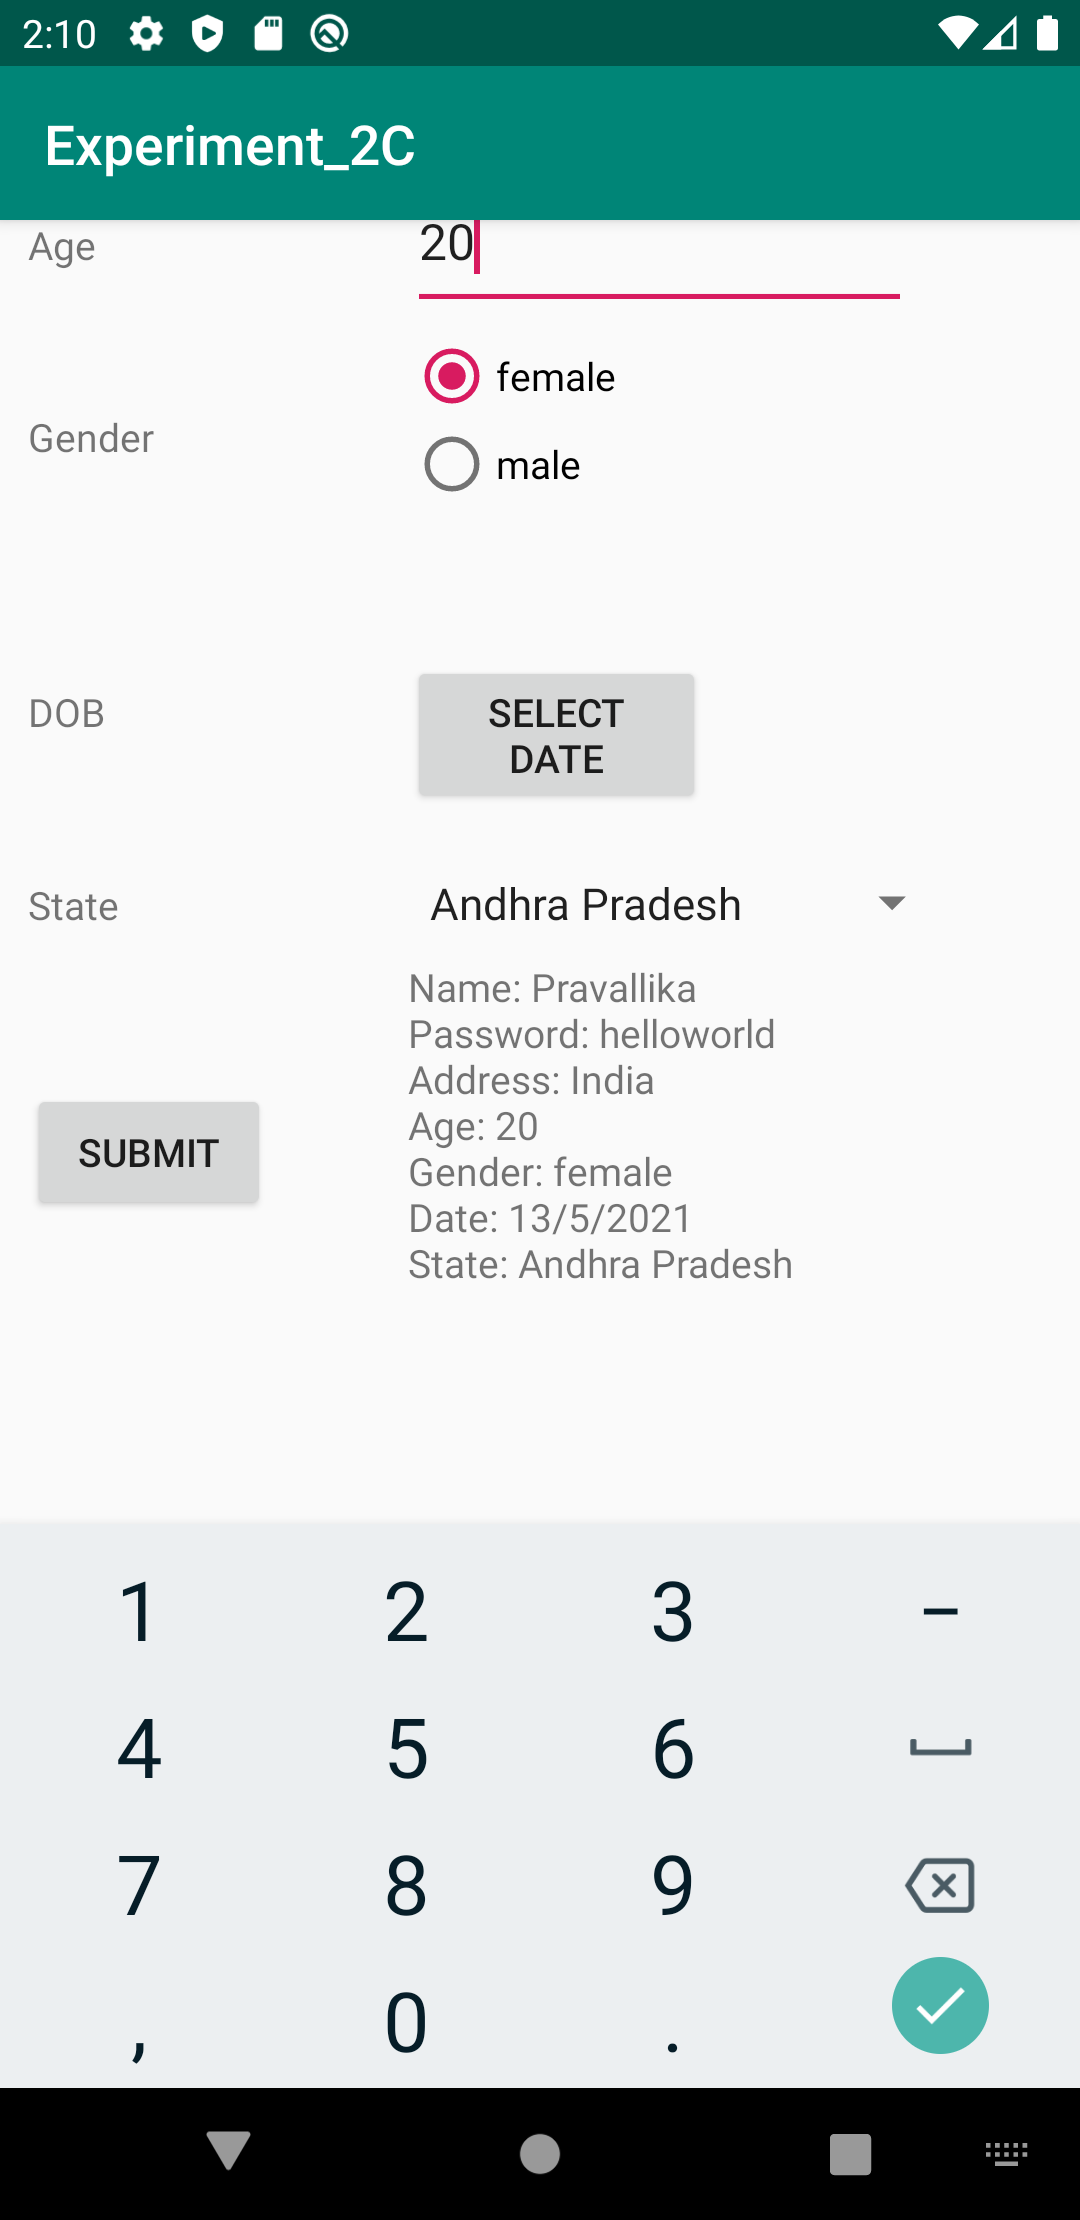 2:10
Experiment_2C
Age
20
female
Gender
male
DOB
SELECT
DATE
State
Andhra Pradesh
Name: Pravallika
Password: helloworld
Address: India
Age: 20
Gender: female
Date: 13/5/2021
State: Andhra Pradesh
SUBMIT
1 2 3 –
4 5 6
7 8 9
, 0 .